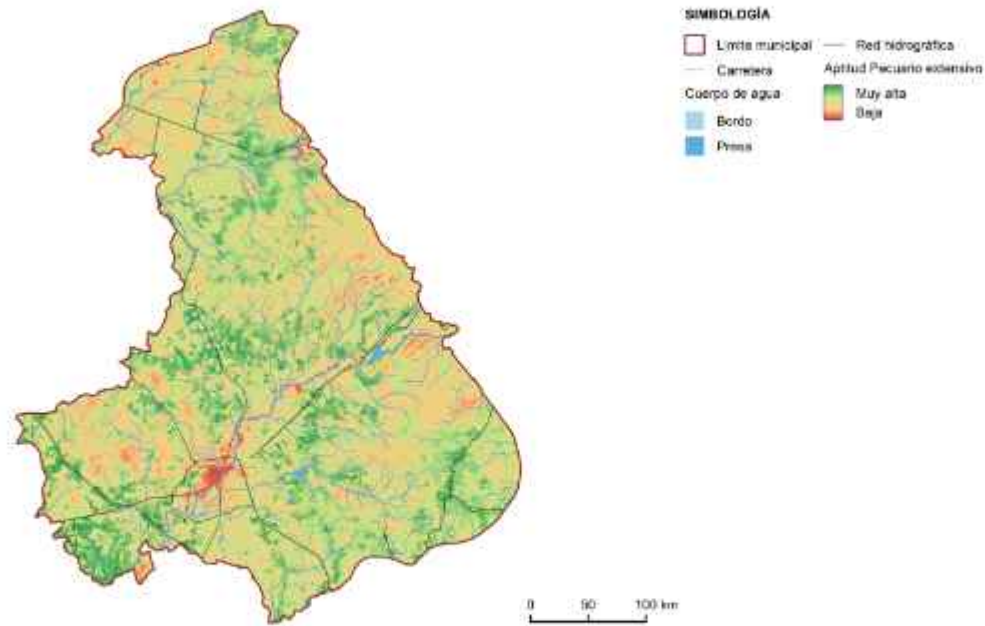 SIMBOLOGÍA
Límite municipal
Red hidrográfica
Carretera
Aptitud Pecuario extensivo
Cuerpo de agua
Muy alta
Bordo
Baja
Presa
0 50 100 km